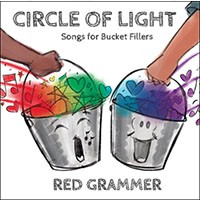 CIRCLE OF LIGHT
Songs for Bucket Fillers
RED GRAMMER